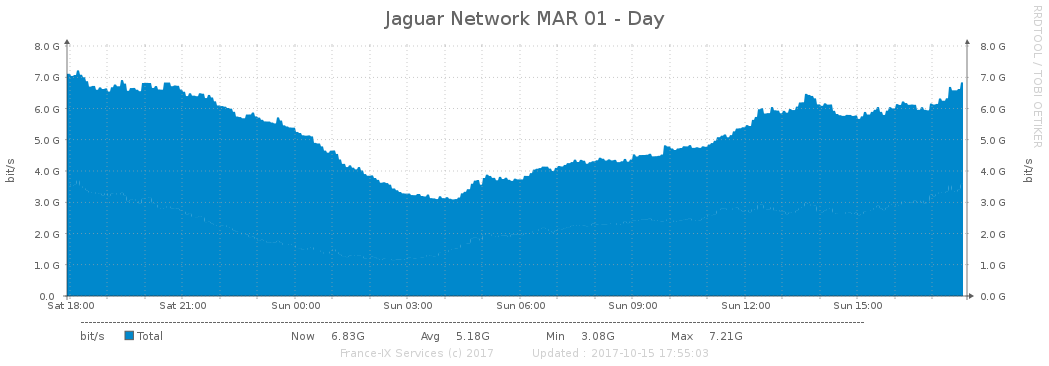 Jaguar Network MAR 01 - Day
RRDTOOL / TOBI OETIKER
bit/s
8.0 G 8.0 G
7.0 G 7.0 G
6.0 G 6.0 G
5.0 G 5.0 G
4.0 G 4.0 G
3.0 G 3.0 G
2.0 G 2.0 G
1.0 G 1.0 G
0.0 0.0 G
bit/s
Sat 18:00 Sat 21:00 Sun 00:00 Sun 03:00 Sun 06:00 Sun 09:00 Sun 12:00 Sun 15:00
bit/s Total Now 6.83G Avg 5.18G Min 3.08G Max 7.21G
France-IX Services (c) 2017 Updated : 2017-10-15 17:55:03